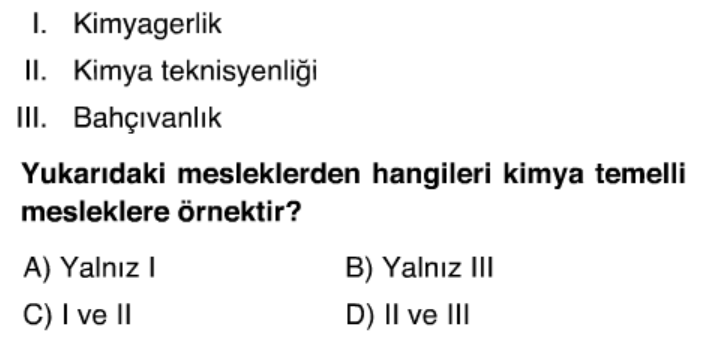 I. Kimyagerlik
II. Kimya teknisyenliği
III. Bahçıvanlık
Yukarıdaki mesleklerden hangileri kimya temelli
mesleklere örnektir?
A) Yalnız I B) Yalnız III
C) I ve II D) II ve III